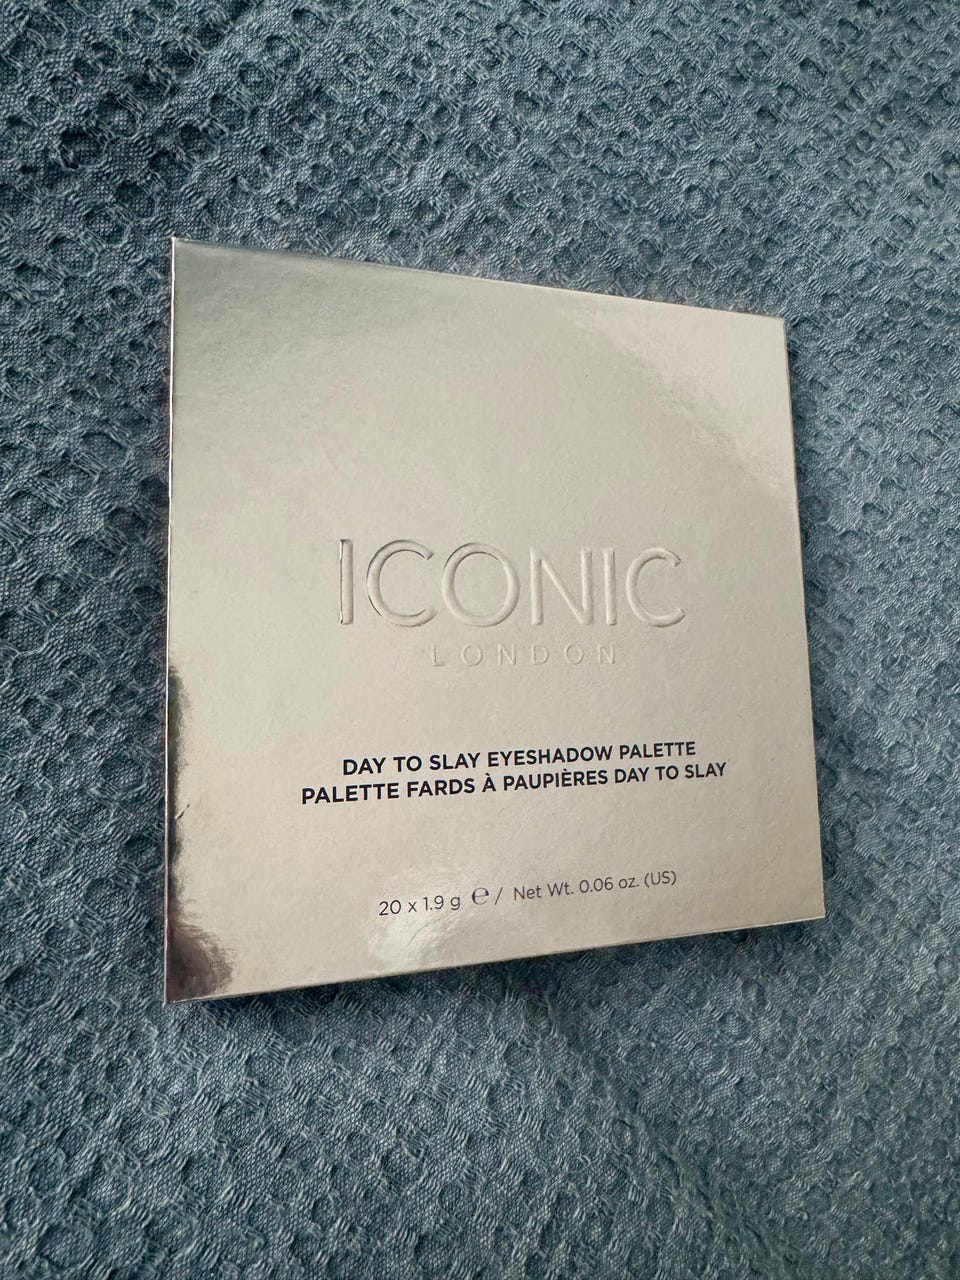 ICONIC
LONDON
DAY TO SLAY EYESHADOW PALETTE
PALETTE FARDS À PAUPIÈRES DAY TO SLAY
20 x 1.9 g ℮ / Net Wt. 0.06 oz. (US)